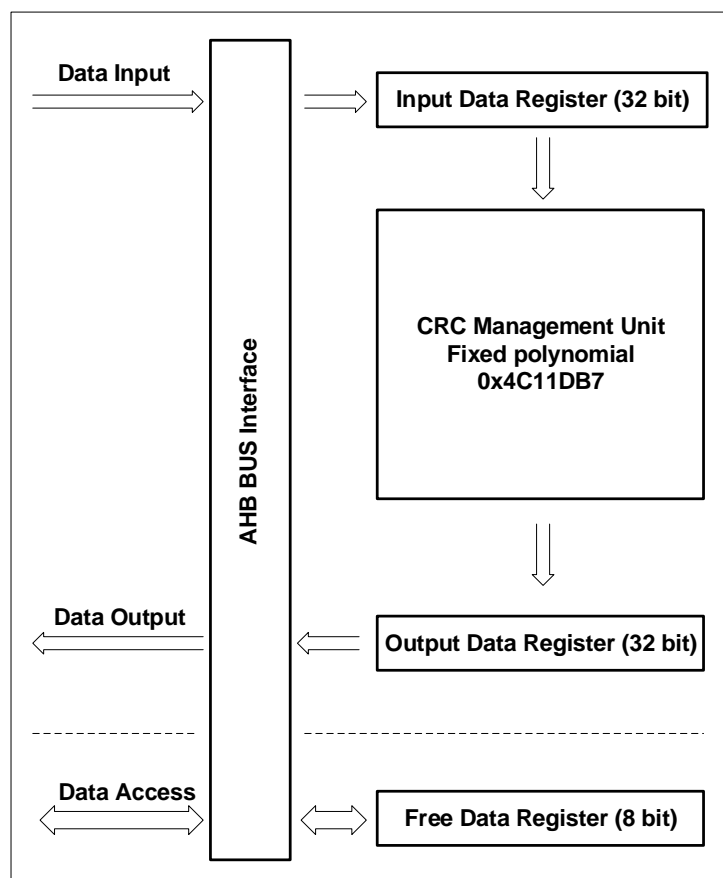 Data Input
Input Data Register (32 bit)
CRC Management Unit
Fixed polynomial
0x4C11DB7
AHB BUS Interface
Data Output
Output Data Register (32 bit)
Data Access
Free Data Register (8 bit)